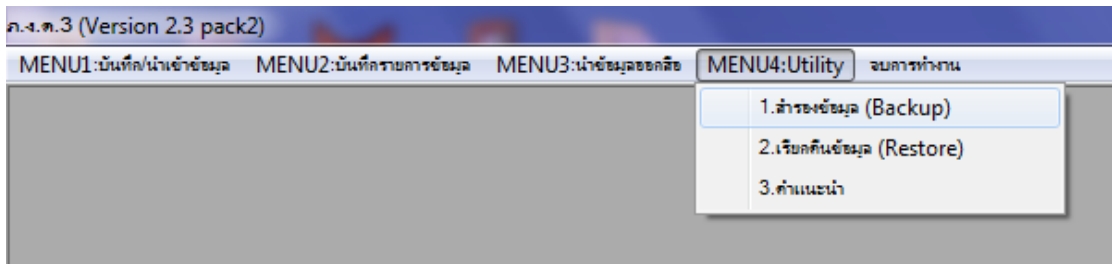 ภ.ง.ด.3 (Version 2.3 pack2)
MENU1:บันทึก/นำเข้าข้อมูล MENU2:บันทึกรายการข้อมูล MENU3:นำข้อมูลออกสื่อ MENU4:Utility จบการทำงาน
1.สำรองข้อมูล (Backup)
2.เรียกคืนข้อมูล (Restore)
3.คำแนะนำ